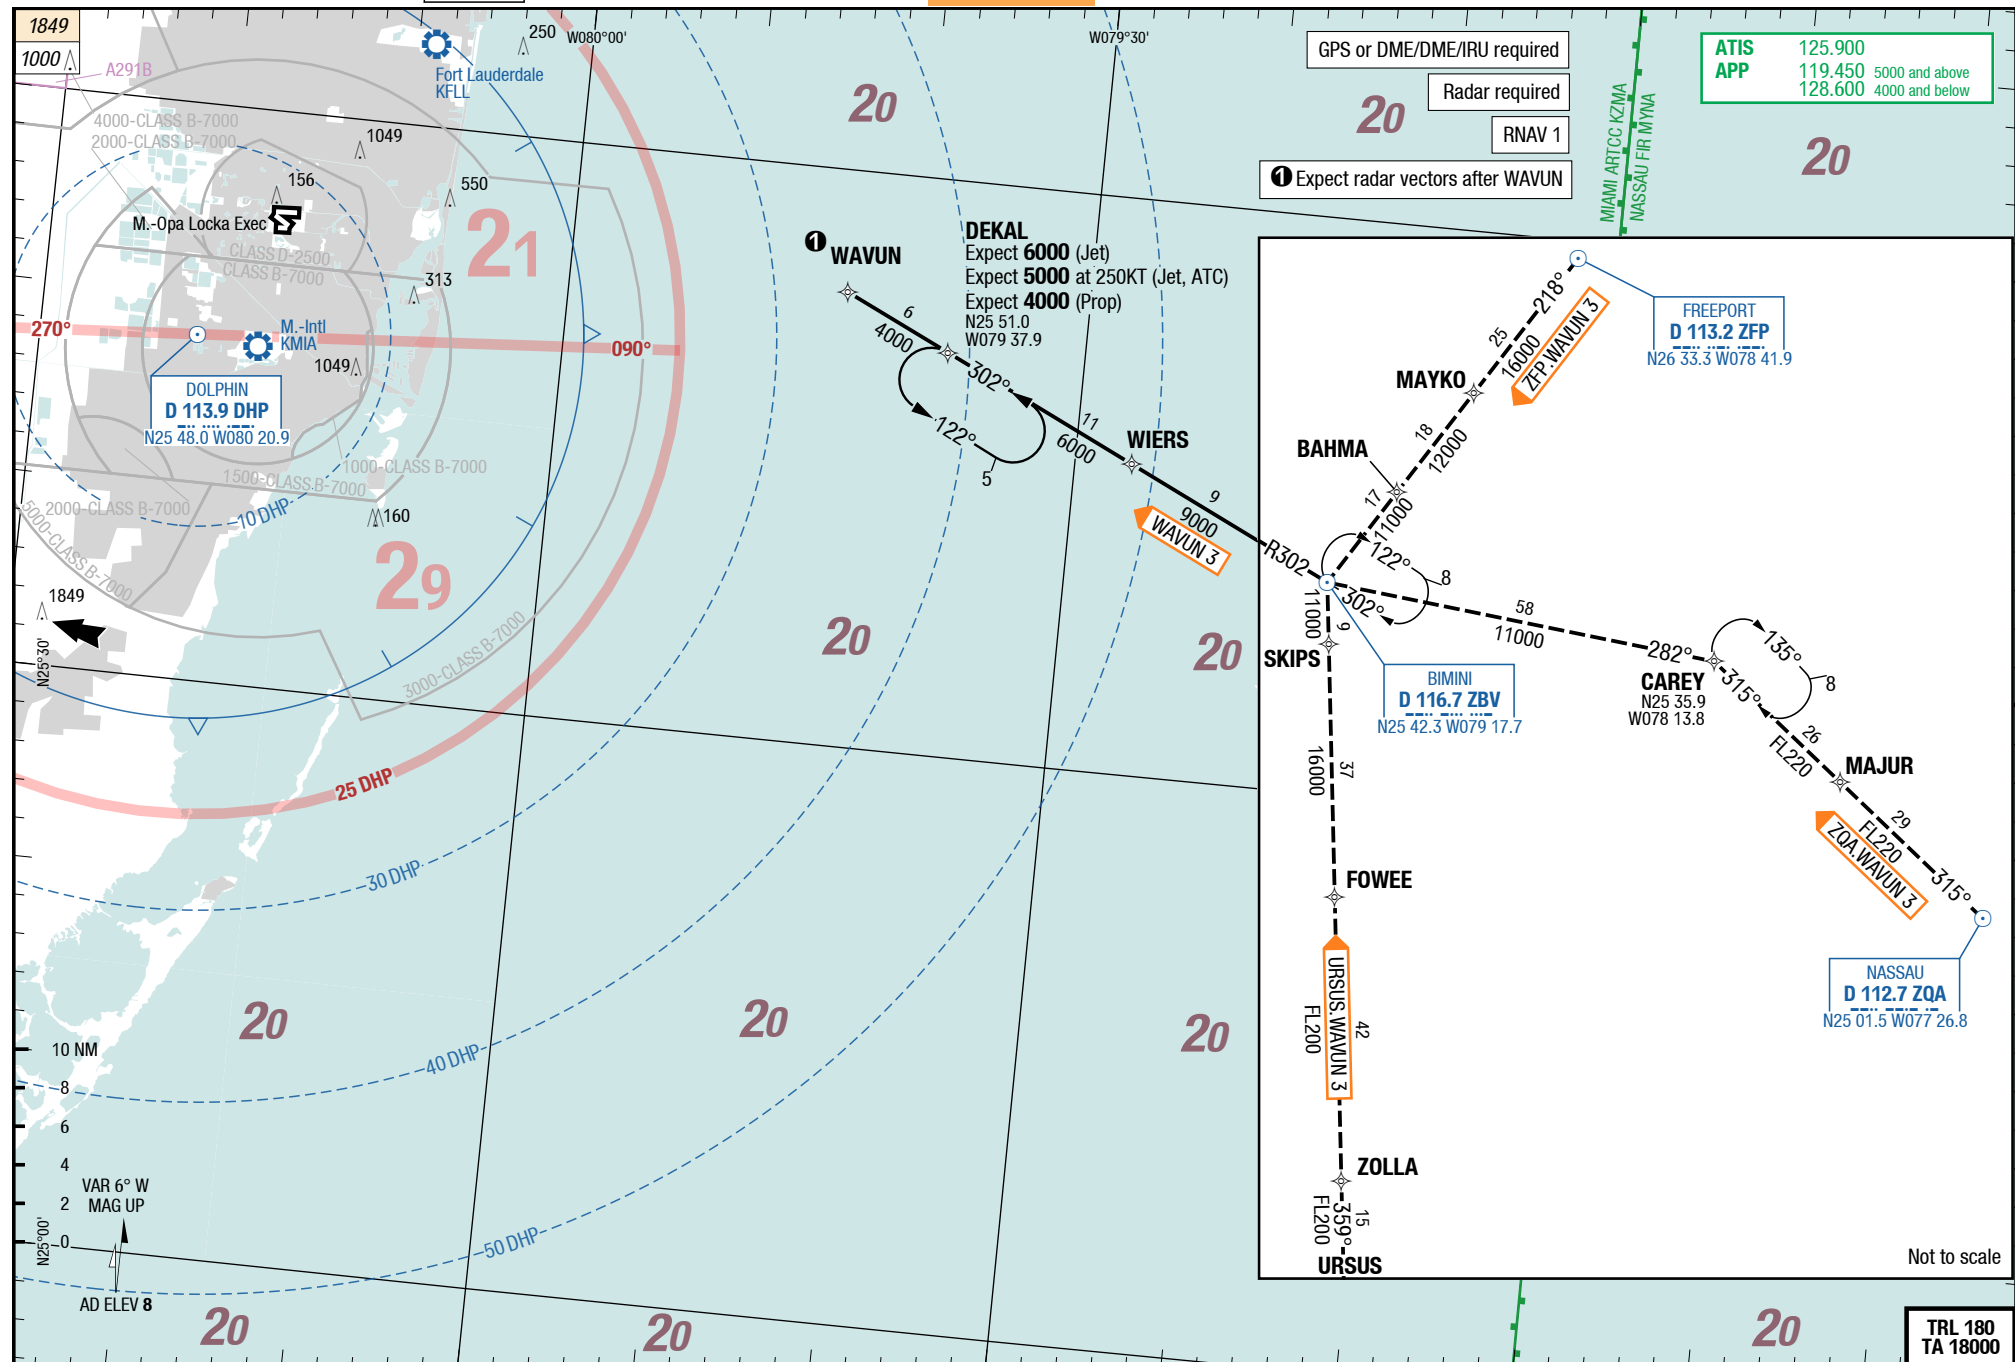 1849
1000
A291B
250
W080°00'
W079°30'
Fort Lauderdale
KFLL
GPS or DME/DME/IRU required
Radar required
RNAV 1
1 Expect radar vectors after WAVUN
MIAMI ARTCC KZMA
NASSAU FIR MYNA
ATIS 125.900
APP 119.450 5000 and above
128.600 4000 and below
20
20
20
4000-CLASS B-7000
2000-CLASS B-7000
1049
156
550
M.-Opa Locka Exec
CLASS D-2500
CLASS B-7000
21
313
270°
M.-Intl
KMIA
090°
1049
DOLPHIN
D 113.9 DHP
N25 48.0 W080 20.9
1000-CLASS B-7000
1500-CLASS B-7000
2000-CLASS B-7000
5000-CLASS B-7000
10 DHP
160
29
1849
N25°30'
3000-CLASS B-7000
25 DHP
30 DHP
40 DHP
50 DHP
1 WAVUN
DEKAL
Expect 6000 (Jet)
Expect 5000 at 250KT (Jet, ATC)
Expect 4000 (Prop)
N25 51.0
W079 37.9
6
4000
302°
122°
5
11
6000
WIERS
9
9000
WAVUN 3
R302
20
20
20
20
20
20
20
20
218°
FREEPORT
D 113.2 ZFP
N26 33.3 W078 41.9
25
16000
ZFP.WAVUN 3
MAYKO
18
12000
BAHMA
17
11000
122°
8
302°
58
11000
282°
11000
9
SKIPS
BIMINI
D 116.7 ZBV
N25 42.3 W079 17.7
CAREY
N25 35.9
W078 13.8
135°
8
315°
26
FL220
MAJUR
29
FL220
ZQA.WAVUN 3
315°
NASSAU
D 112.7 ZQA
N25 01.5 W077 26.8
37
16000
FOWEE
URSUS.WAVUN 3
42
FL200
ZOLLA
15
359°
FL200
URSUS
Not to scale
10 NM
8
6
4
2
0
N25°00'
VAR 6° W
MAG UP
AD ELEV 8
TRL 180
TA 18000